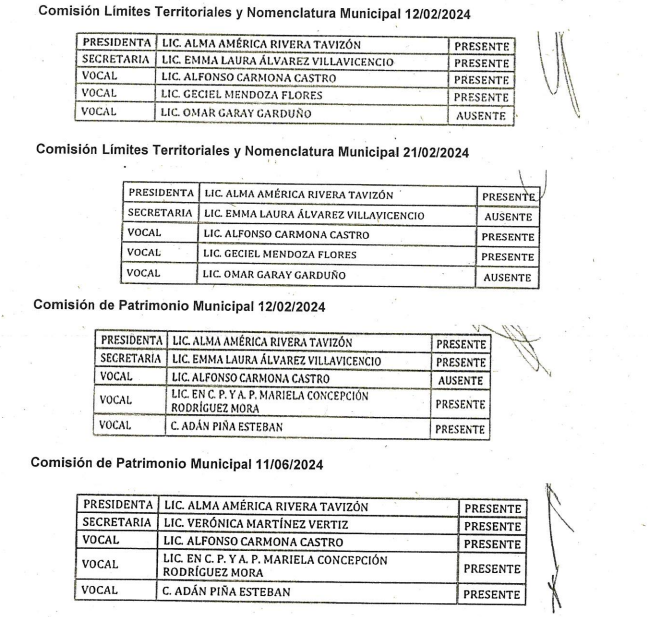 Comisión Límites Territoriales y Nomenclatura Municipal 12/02/2024
PRESIDENTA LIC. ALMA AMÉRICA RIVERA TAVIZÓN PRESENTE
SECRETARIA LIC. EMMA LAURA ÁLVAREZ VILLAVICENCIO PRESENTE
VOCAL LIC. ALFONSO CARMONA CASTRO PRESENTE
VOCAL LIC. GECIEL MENDOZA FLORES PRESENTE
VOCAL LIC. OMAR GARAY GARDUÑO AUSENTE
Comisión Límites Territoriales y Nomenclatura Municipal 21/02/2024
PRESIDENTA LIC. ALMA AMÉRICA RIVERA TAVIZÓN PRESENTE
SECRETARIA LIC. EMMA LAURA ÁLVAREZ VILLAVICENCIO AUSENTE
VOCAL LIC. ALFONSO CARMONA CASTRO PRESENTE
VOCAL LIC. GECIEL MENDOZA FLORES PRESENTE
VOCAL LIC. OMAR GARAY GARDUÑO AUSENTE
Comisión de Patrimonio Municipal 12/02/2024
PRESIDENTA LIC. ALMA AMÉRICA RIVERA TAVIZÓN PRESENTE
SECRETARIA LIC. EMMA LAURA ÁLVAREZ VILLAVICENCIO PRESENTE
VOCAL LIC. ALFONSO CARMONA CASTRO AUSENTE
VOCAL LIC. EN C. P. Y A. P. MARIELA CONCEPCIÓN
RODRÍGUEZ MORA PRESENTE
VOCAL C. ADÁN PIÑA ESTEBAN PRESENTE
Comisión de Patrimonio Municipal 11/06/2024
PRESIDENTA LIC. ALMA AMÉRICA RIVERA TAVIZÓN PRESENTE
SECRETARIA LIC. VERÓNICA MARTÍNEZ VERTIZ PRESENTE
VOCAL LIC. ALFONSO CARMONA CASTRO PRESENTE
VOCAL LIC. EN C. P. Y A. P. MARIELA CONCEPCIÓN
RODRÍGUEZ MORA PRESENTE
VOCAL C. ADÁN PIÑA ESTEBAN PRESENTE